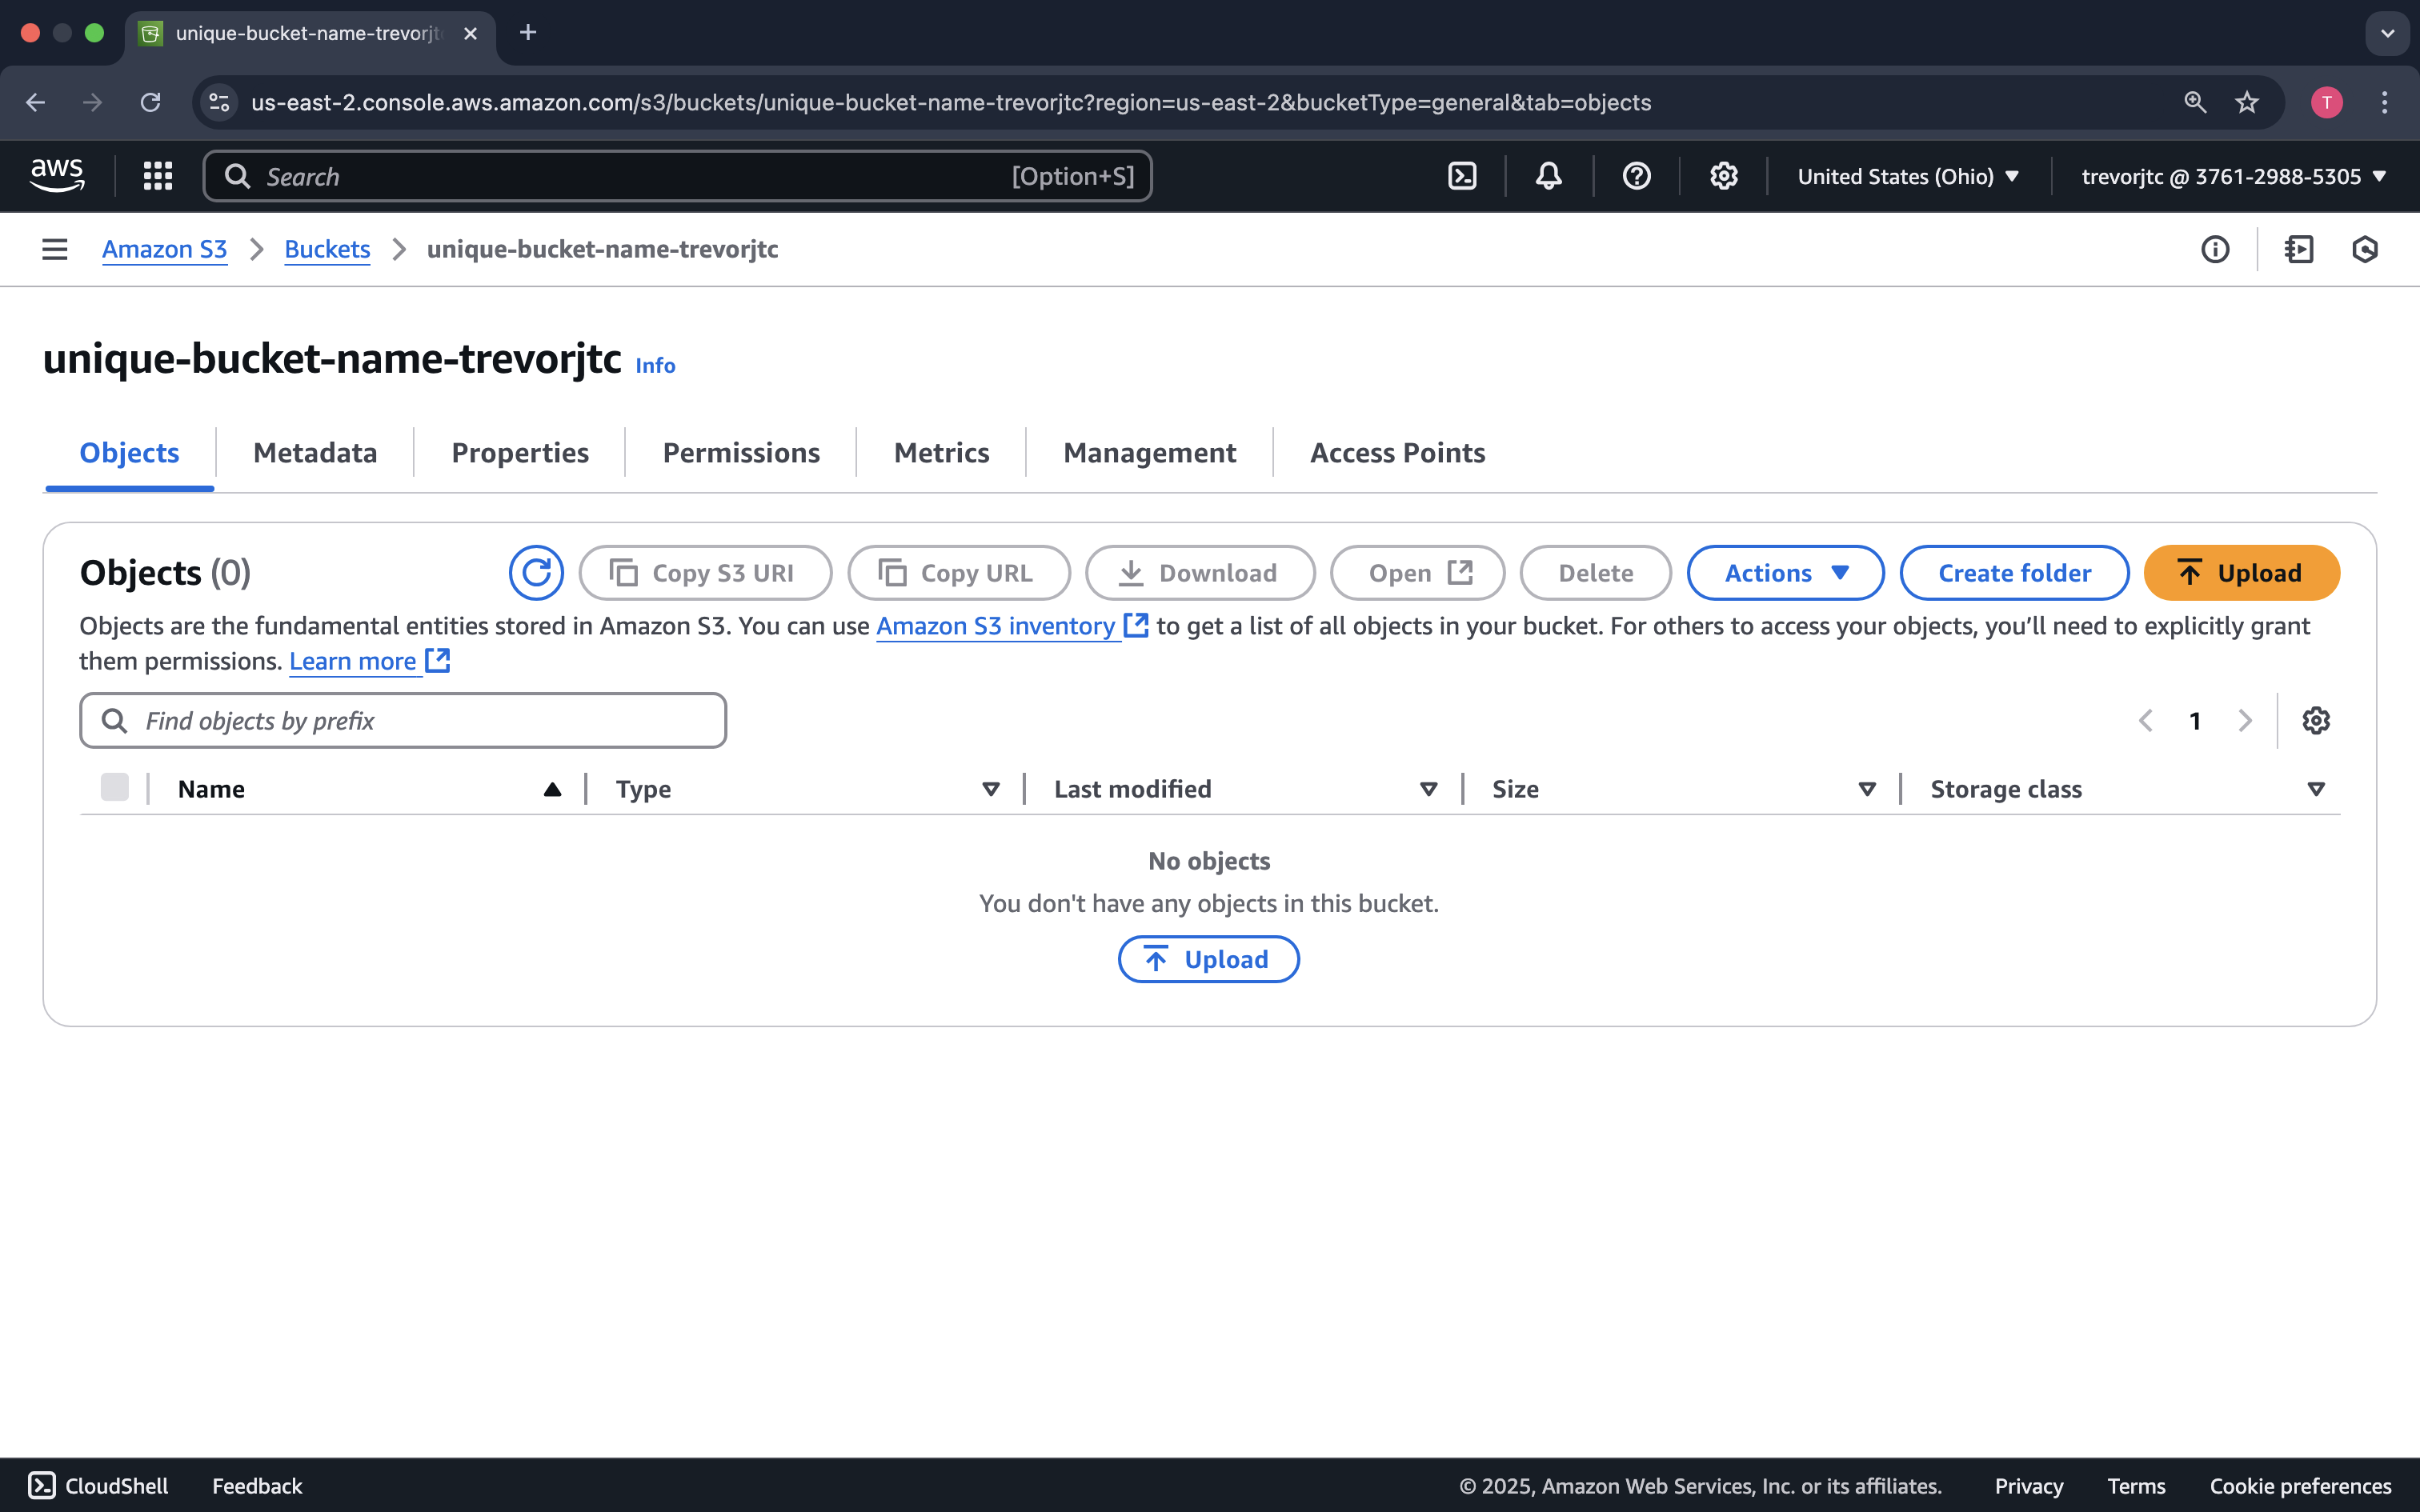 unique-bucket-name-trevorjt
us-east-2.console.aws.amazon.com/s3/buckets/unique-bucket-name-trevorjtc?region=us-east-2&bucketType=general&tab=objects
T
aws
Search
[Option+S]
United States (Ohio)
trevorjtc @ 3761-2988-5305
Amazon S3
Buckets
unique-bucket-name-trevorjtc
unique-bucket-name-trevorjtc Info
Objects
Metadata
Properties
Permissions
Metrics
Management
Access Points
Objects (0)
Copy S3 URI
Copy URL
Download
Open
Delete
Actions
Create folder
Upload
Objects are the fundamental entities stored in Amazon S3. You can use Amazon S3 inventory to get a list of all objects in your bucket. For others to access your objects, you’ll need to explicitly grant
them permissions. Learn more
Find objects by prefix
1
Name
Type
Last modified
Size
Storage class
No objects
You don't have any objects in this bucket.
Upload
CloudShell
Feedback
© 2025, Amazon Web Services, Inc. or its affiliates.
Privacy
Terms
Cookie preferences